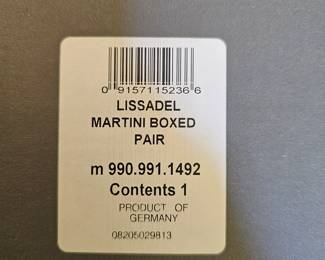 0 91571 15236 6
LISSADEL
MARTINI BOXED
PAIR
m 990.991.1492
Contents 1
PRODUCT OF
GERMANY
08205029813